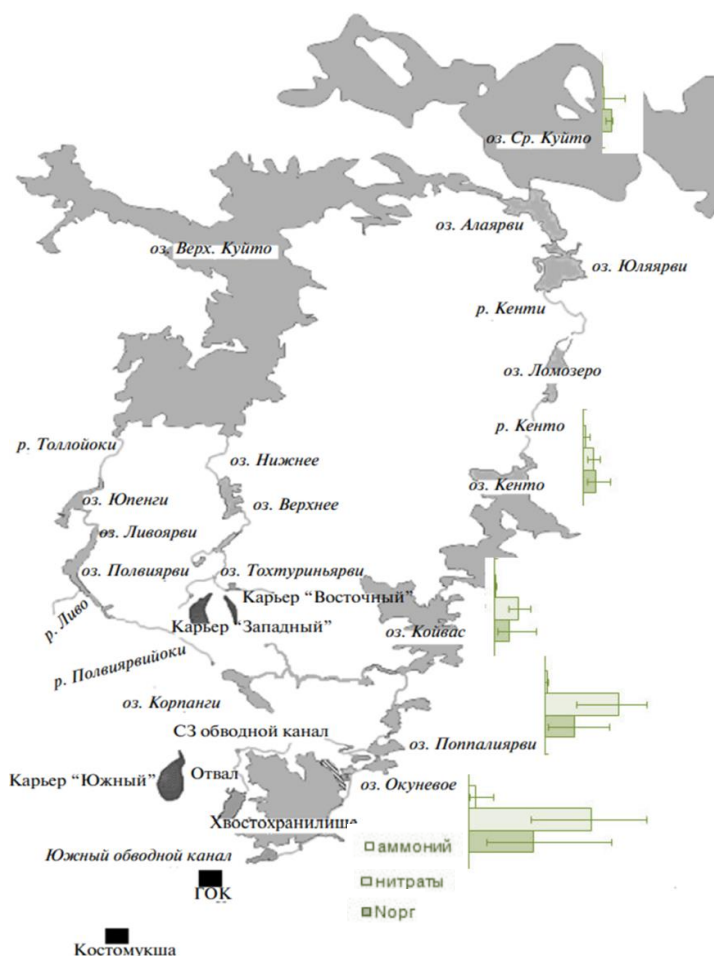 оз. Ср. Куйто
оз. Алаярви
оз. Верх. Куйто
оз. Юляярви
р. Кенти
оз. Ломозеро
р. Кенто
р. Толлойоки
оз. Нижнее
оз. Кенто
оз. Юпенги
оз. Верхнее
оз. Ливоярви
оз. Полвиярви
оз. Тохтуриньярви
Карьер “Восточный”
р. Ливо
Карьер “Западный”
оз. Койвас
р. Полвиярвийоки
оз. Корпанги
СЗ обводной канал
оз. Поппалиярви
Карьер “Южный”
Отвал
оз. Окуневое
Хвостохранилище
аммоний
Южный обводной канал
нитраты
ГОК
Nорг
Костомукша